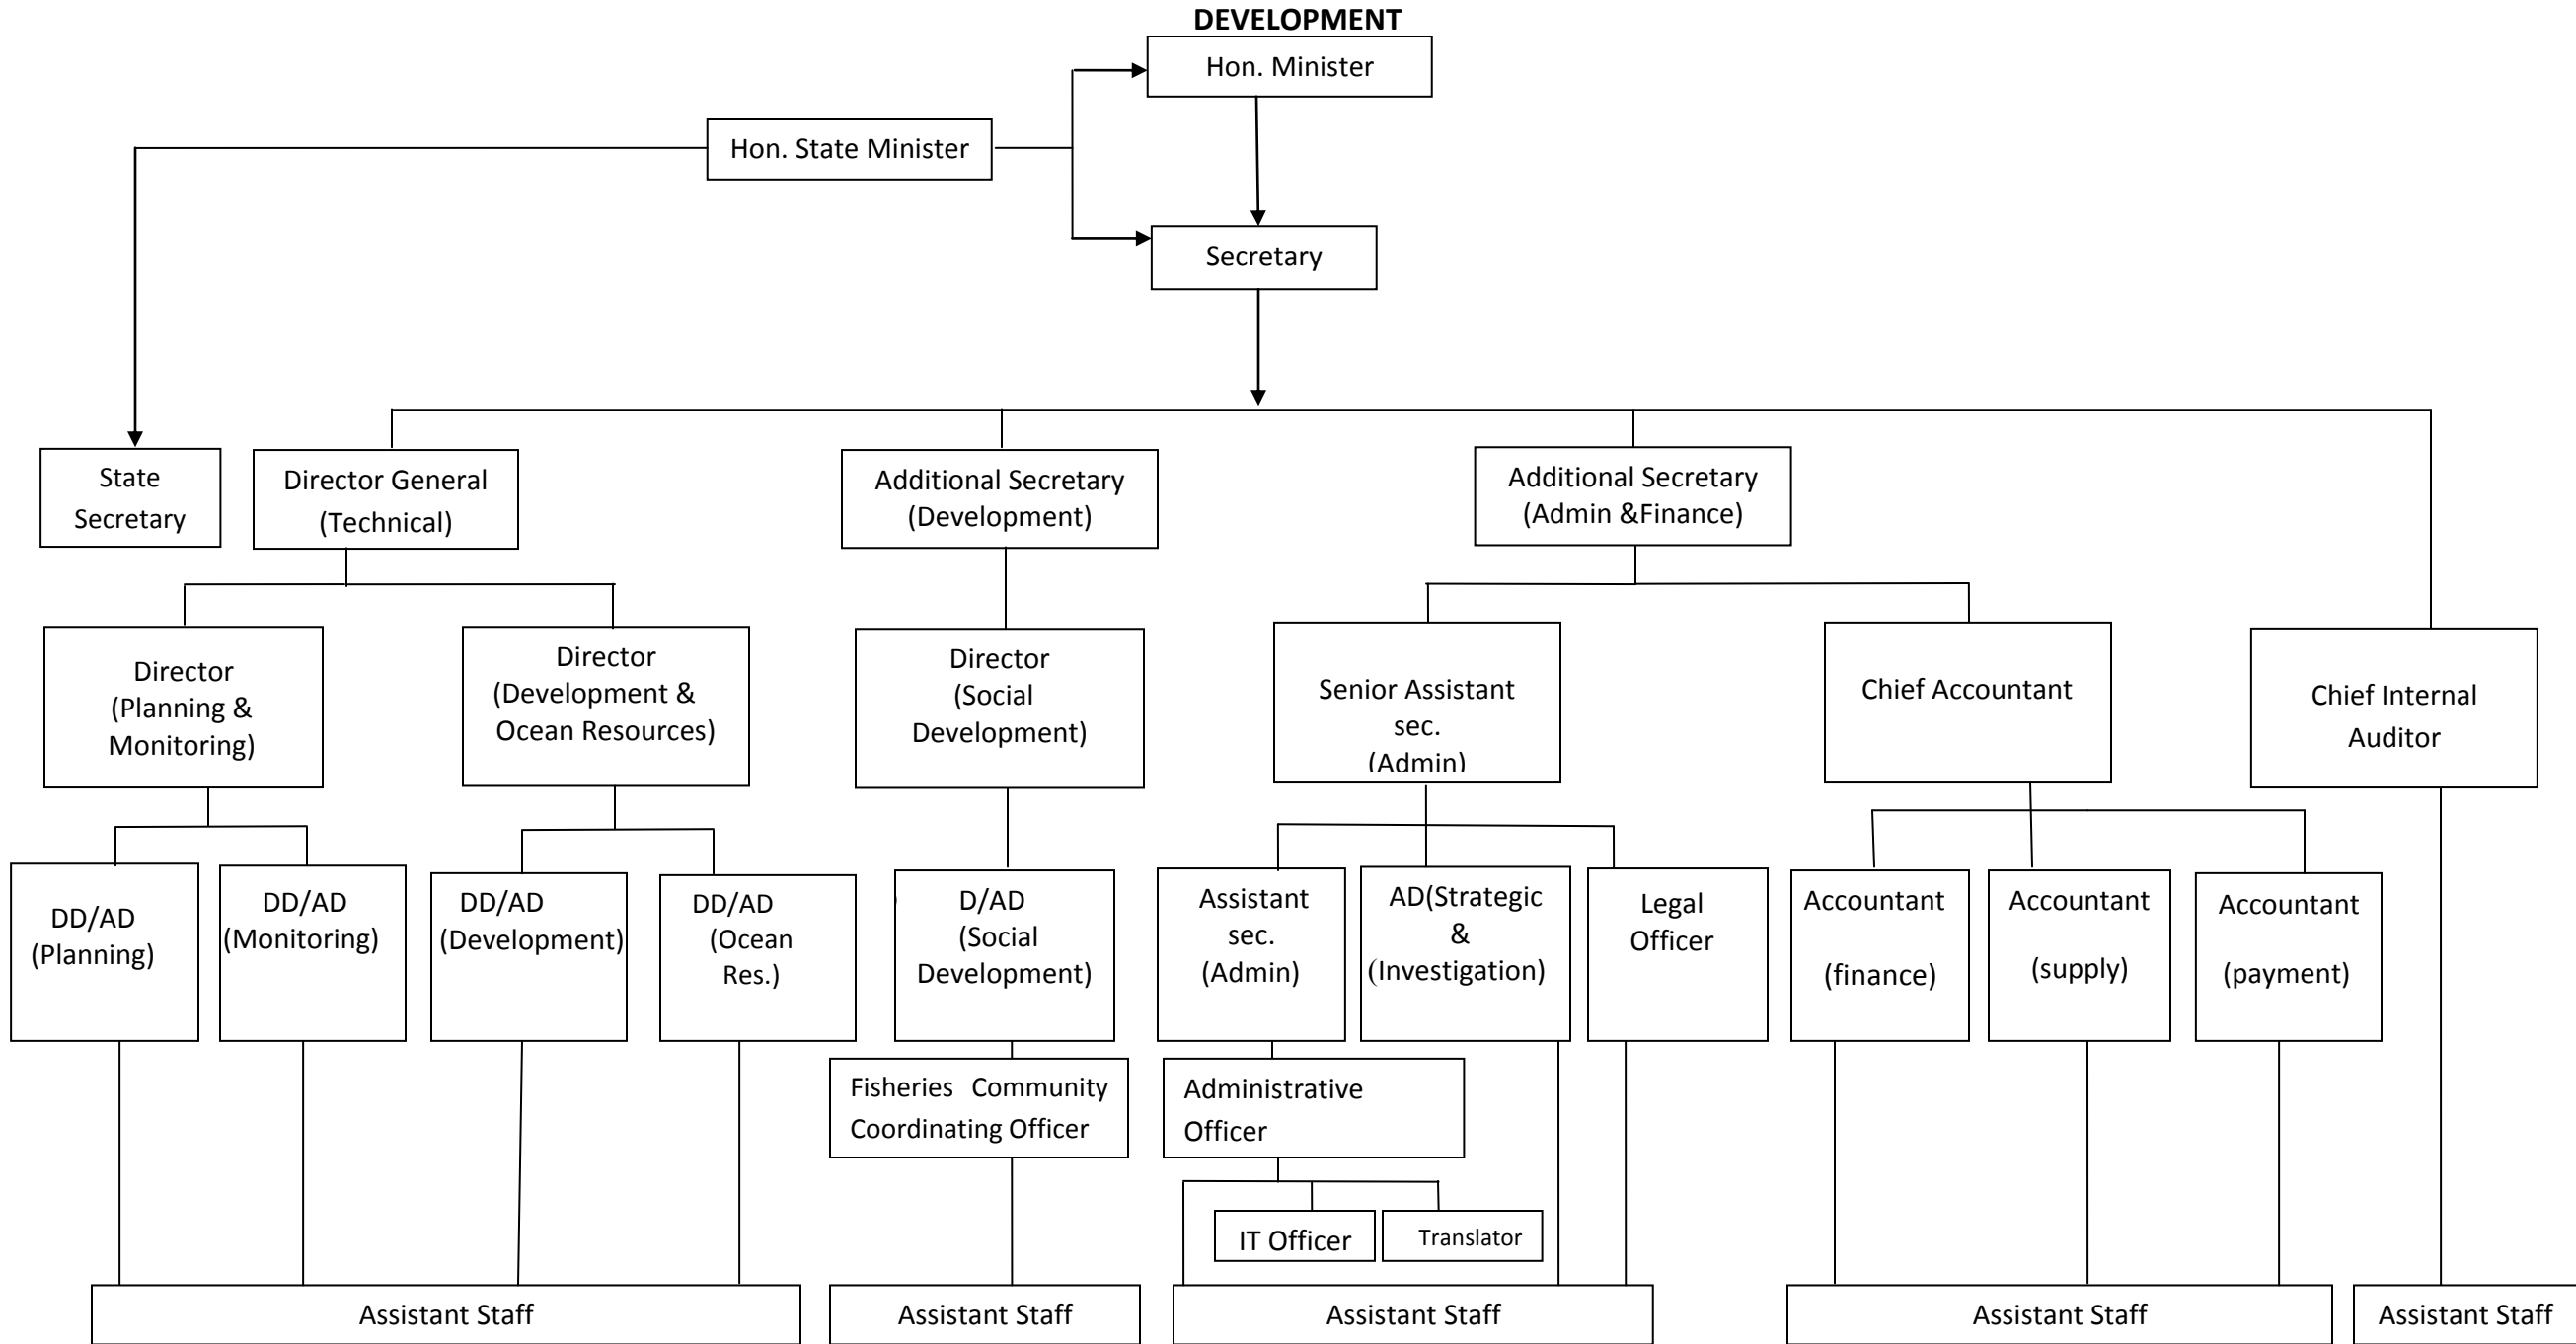 DEVELOPMENT
Hon. Minister
Hon. State Minister
Secretary
State
Secretary
Director General
(Technical)
Additional Secretary
(Development)
Additional Secretary
(Admin &Finance)
Director
(Planning &
Monitoring)
Director
(Development &
Ocean Resources)
Director
(Social
Development)
Senior Assistant
sec.
(Admin)
Chief Accountant
Chief Internal
Auditor
DD/AD
(Planning)
DD/AD
(Monitoring)
DD/AD
(Development)
DD/AD
(Ocean
Res.)
D/AD
(Social
Development)
Assistant
sec.
(Admin)
AD(Strategic
&
(Investigation)
Legal
Officer
Accountant
(finance)
Accountant
(supply)
Accountant
(payment)
Fisheries Community
Coordinating Officer
Administrative
Officer
IT Officer
Translator
Assistant Staff
Assistant Staff
Assistant Staff
Assistant Staff
Assistant Staff